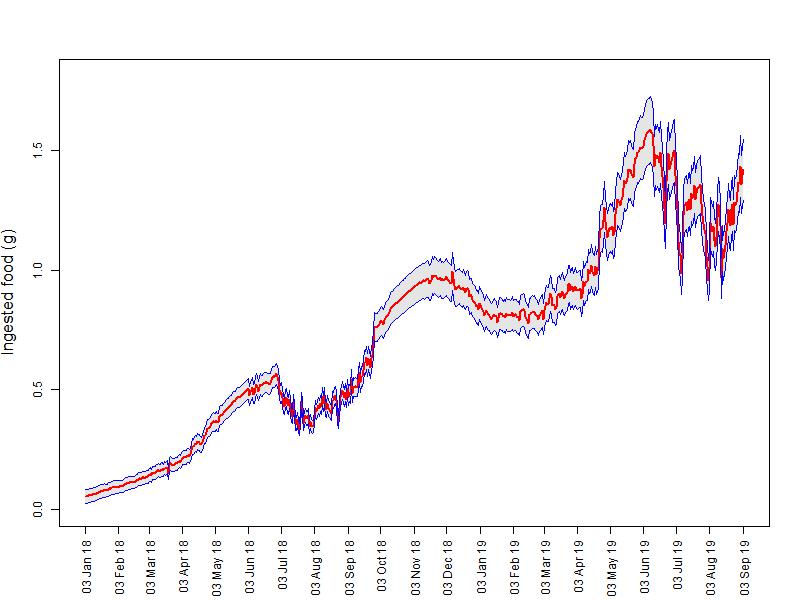 Ingested food (g)
1.5
1.0
0.5
0.0
03 Jan 18
03 Feb 18
03 Mar 18
03 Apr 18
03 May 18
03 Jun 18
03 Jul 18
03 Aug 18
03 Sep 18
03 Oct 18
03 Nov 18
03 Dec 18
03 Jan 19
03 Feb 19
03 Mar 19
03 Apr 19
03 May 19
03 Jun 19
03 Jul 19
03 Aug 19
03 Sep 19